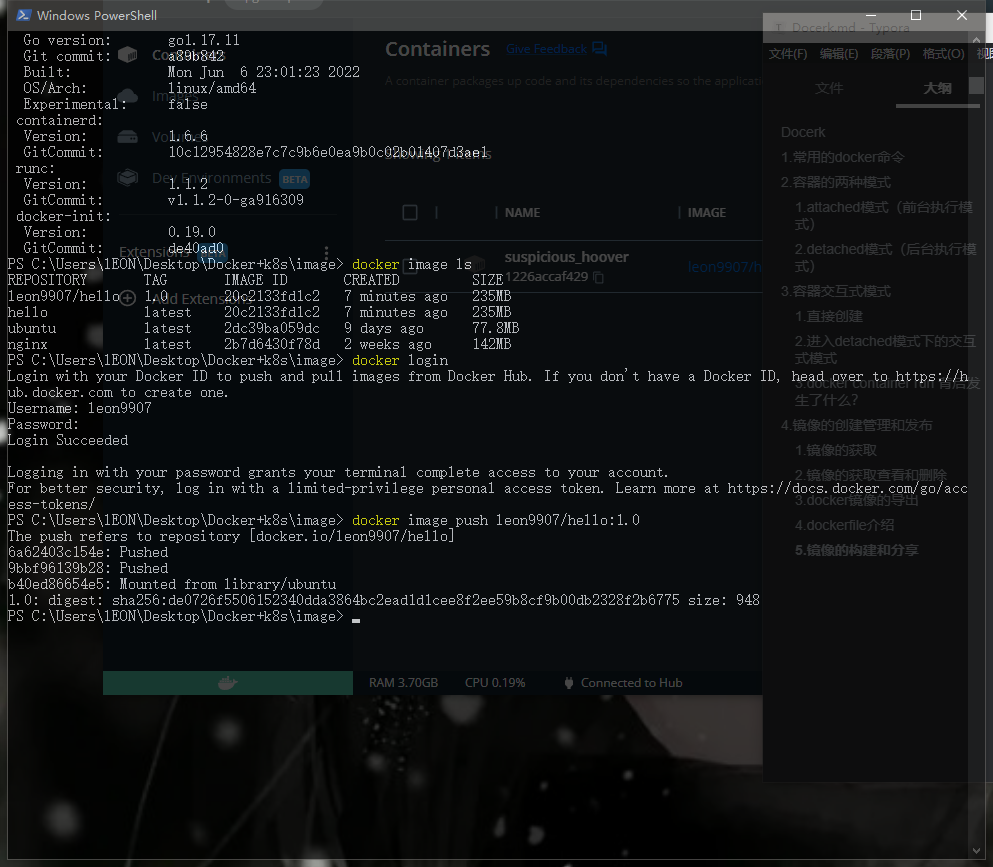 Windows PowerShell
Go version: go1.17.11
Git commit: a89b842
Built: Mon Jun  6 23:01:23 2022
OS/Arch: linux/amd64
Experimental: false
containerd:
Version: 1.6.6
GitCommit: 10c12954828e7c7c9b6e0ea9b0c02b01407d3ae1
runc:
Version: 1.1.2
GitCommit: v1.1.2-0-ga916309
docker-init:
Version: 0.19.0
GitCommit: de40ad0
PS C:\Users\lEON\Desktop\Docker+k8s\image> docker image ls
REPOSITORY TAG IMAGE ID CREATED SIZE
leon9907/hello 1.0 20c2133fd1c2 7 minutes ago 235MB
hello latest 20c2133fd1c2 7 minutes ago 235MB
ubuntu latest 2dc39ba059dc 9 days ago 77.8MB
nginx latest 2b7d6430f78d 2 weeks ago 142MB
PS C:\Users\lEON\Desktop\Docker+k8s\image> docker login
Login with your Docker ID to push and pull images from Docker Hub. If you don't have a Docker ID, head over to https://h
ub.docker.com to create one.
Username: leon9907
Password:
Login Succeeded
Logging in with your password grants your terminal complete access to your account.
For better security, log in with a limited-privilege personal access token. Learn more at https://docs.docker.com/go/acc
ess-tokens/
PS C:\Users\lEON\Desktop\Docker+k8s\image> docker image push leon9907/hello:1.0
The push refers to repository [docker.io/leon9907/hello]
6a62403c154e: Pushed
9bbf96139b28: Pushed
b40ed86654e5: Mounted from library/ubuntu
1.0: digest: sha256:de0726f5506152340dda3864bc2ead1d1cee8f2ee59b8cf9b00db2328f2b6775 size: 948
PS C:\Users\lEON\Desktop\Docker+k8s\image>
Containers Give Feedback
A container packages up code and its dependencies so the applicati
Images
Volumes
Dev Environments BETA
Extensions
Add Extensions
NAME IMAGE
suspicious_hoover leon9907/h
1226accaf429
RAM 3.70GB CPU 0.19% Connected to Hub
Docerk.md - Typora
文件(F) 编辑(E) 段落(P) 格式(O) 视图
文件 大纲
Docerk
1.常用的docker命令
2.容器的两种模式
1.attached模式（前台执行模
式）
2.detached模式（后台执行模
式）
3.容器交互式模式
1.直接创建
2.进入detached模式下的交互
式模式
3.docker container run 背后发
生了什么？
4.镜像的创建管理和发布
1.镜像的获取
2.镜像的获取查看和删除
3.docker镜像的导出
4.dockerfile介绍
5.镜像的构建和分享